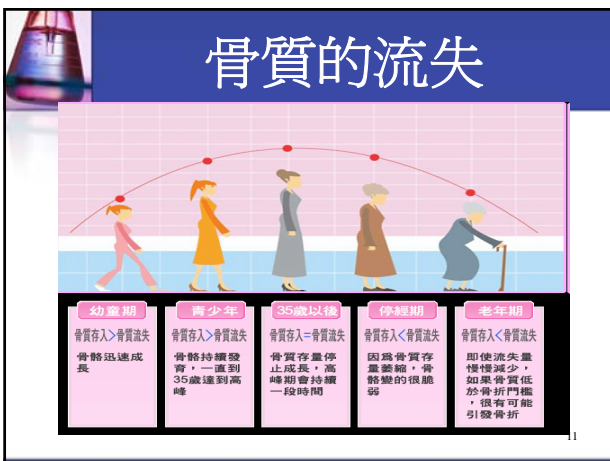 骨質的流失
幼童期
骨質存入>骨質流失
骨骼迅速成
長
青少年
骨質存入>骨質流失
骨骼持續發
育，一直到
35歲達到高
峰
35歲以後
骨質存入=骨質流失
骨質存量停
止成長，高
峰期會持續
一段時間
停經期
骨質存入<骨質流失
因為骨質存
量萎縮，骨
骼變的很脆
弱
老年期
骨質存入<骨質流失
即使流失量
慢慢減少，
如果骨質低
於骨折門檻
，很有可能
引發骨折
11